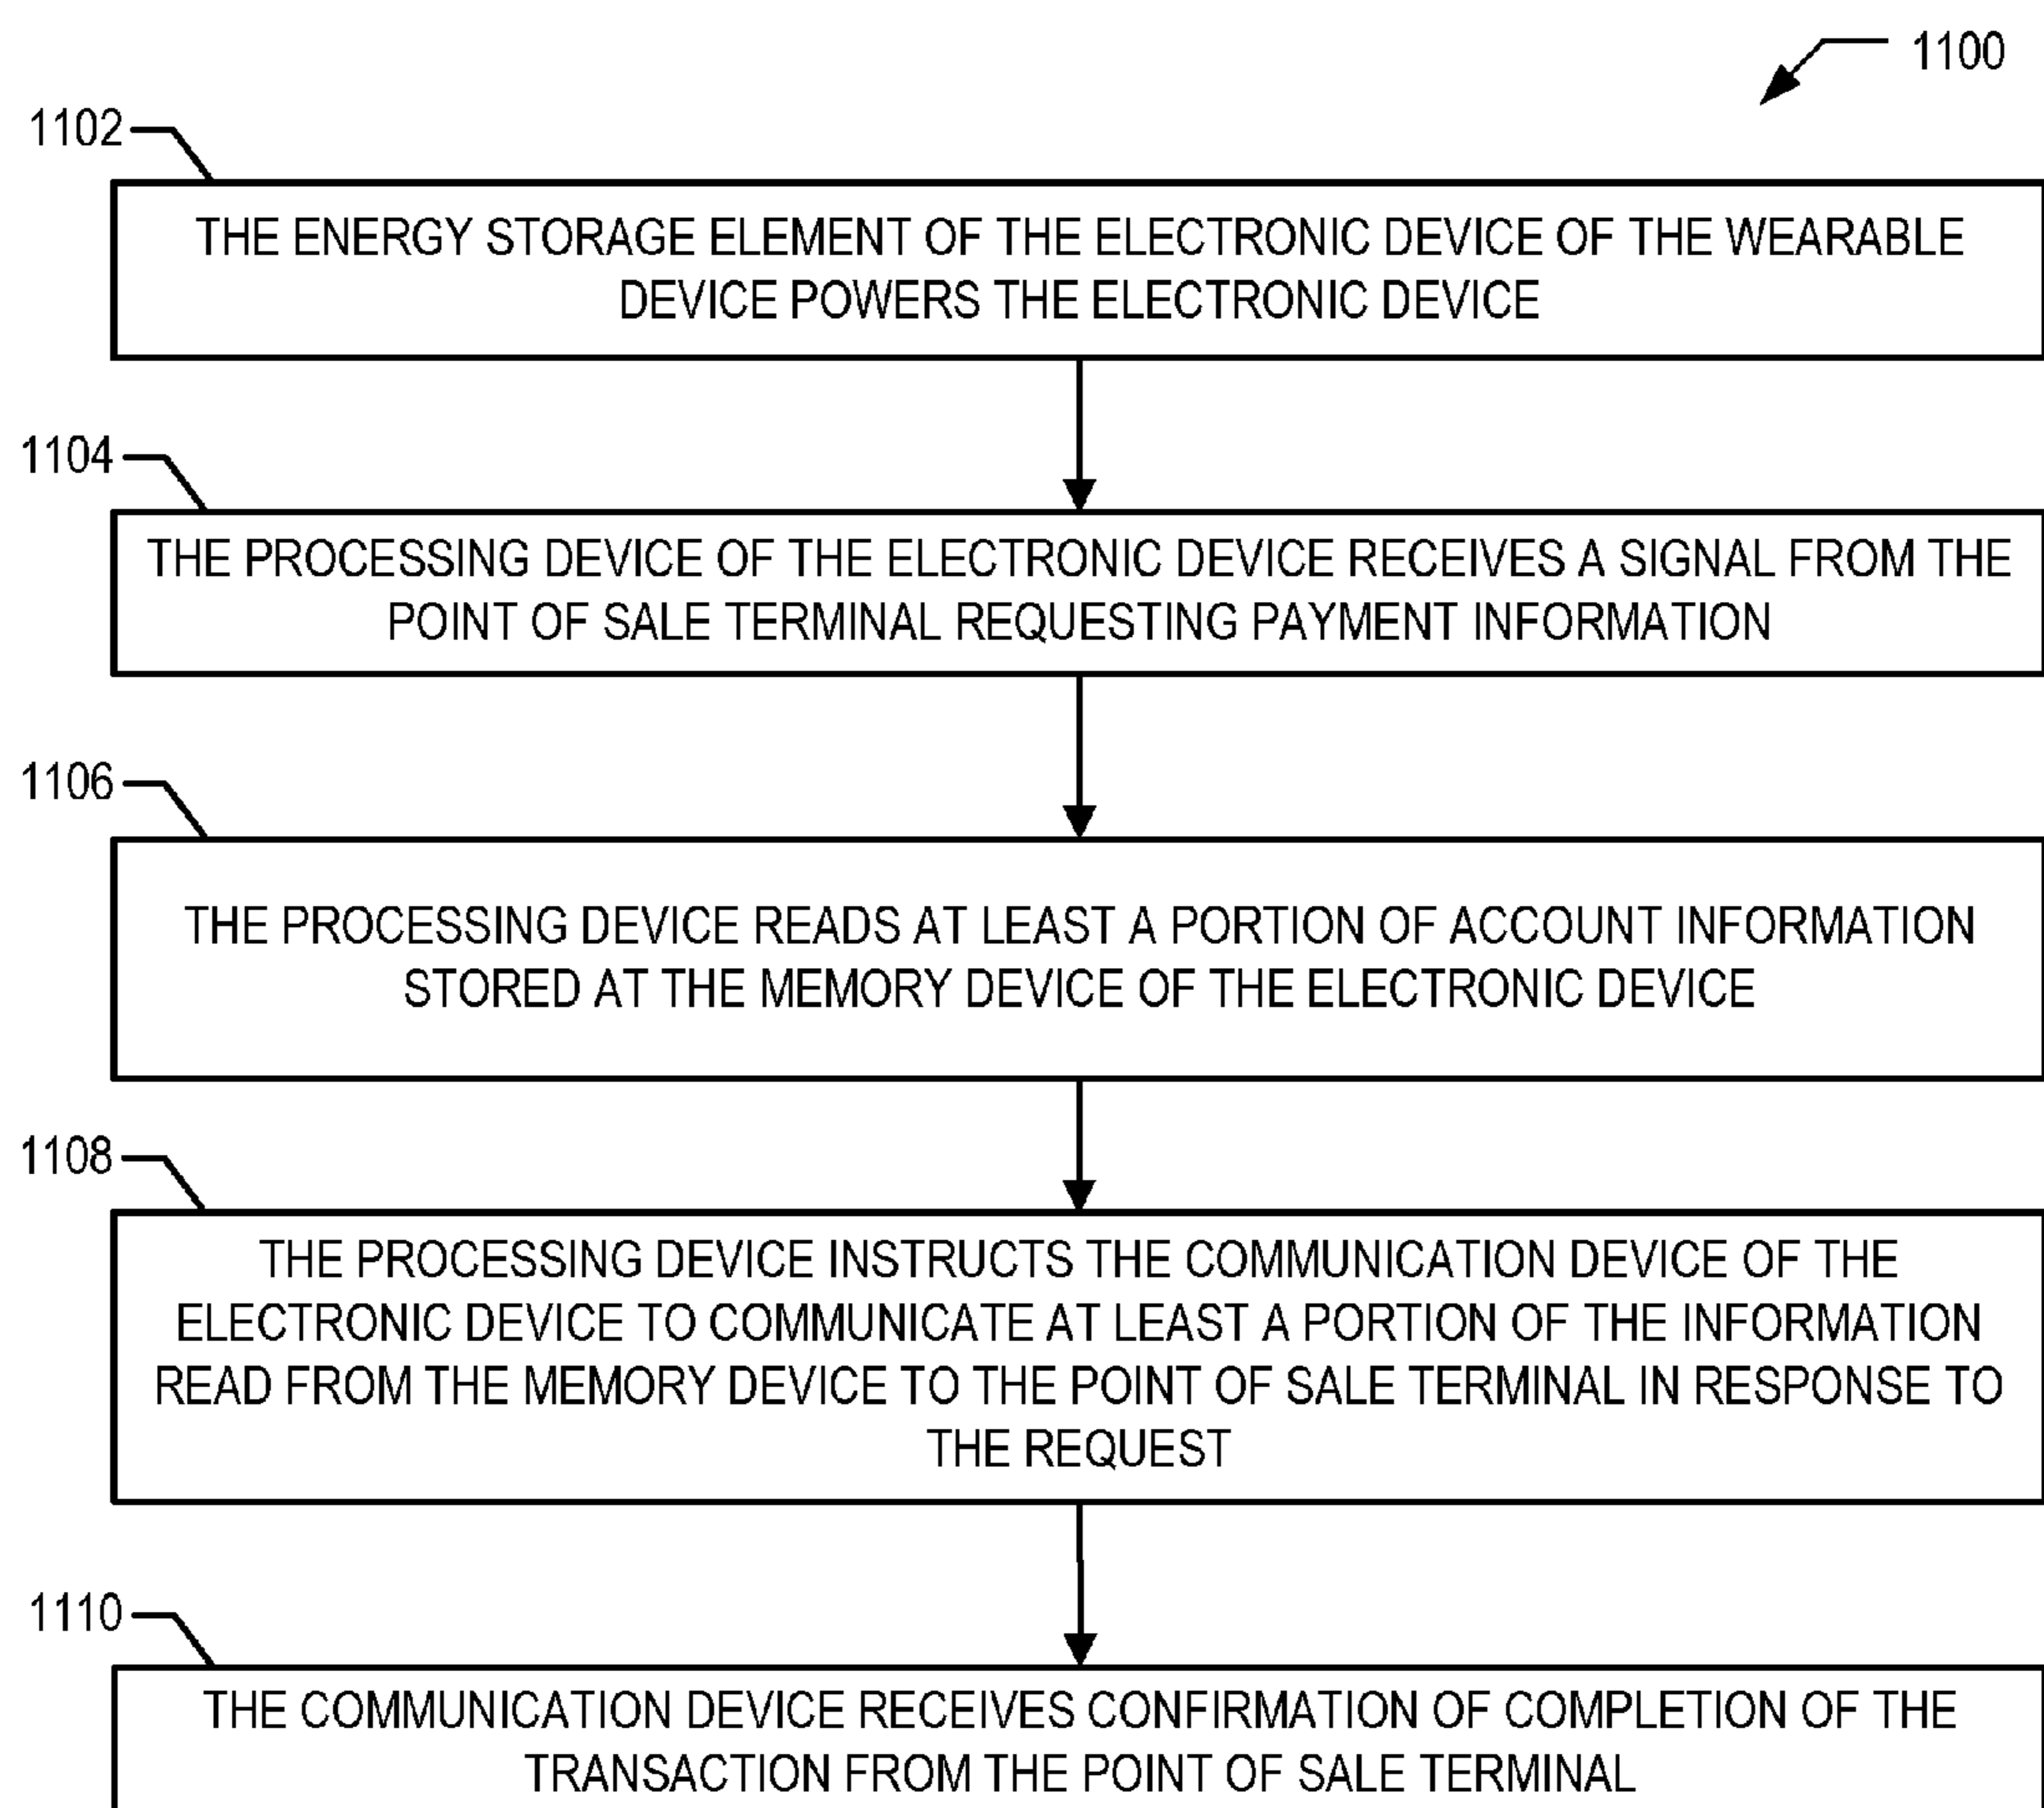 1100
1102
THE ENERGY STORAGE ELEMENT OF THE ELECTRONIC DEVICE OF THE WEARABLE
DEVICE POWERS THE ELECTRONIC DEVICE
1104
THE PROCESSING DEVICE OF THE ELECTRONIC DEVICE RECEIVES A SIGNAL FROM THE
POINT OF SALE TERMINAL REQUESTING PAYMENT INFORMATION
1106
THE PROCESSING DEVICE READS AT LEAST A PORTION OF ACCOUNT INFORMATION
STORED AT THE MEMORY DEVICE OF THE ELECTRONIC DEVICE
1108
THE PROCESSING DEVICE INSTRUCTS THE COMMUNICATION DEVICE OF THE
ELECTRONIC DEVICE TO COMMUNICATE AT LEAST A PORTION OF THE INFORMATION
READ FROM THE MEMORY DEVICE TO THE POINT OF SALE TERMINAL IN RESPONSE TO
THE REQUEST
1110
THE COMMUNICATION DEVICE RECEIVES CONFIRMATION OF COMPLETION OF THE
TRANSACTION FROM THE POINT OF SALE TERMINAL